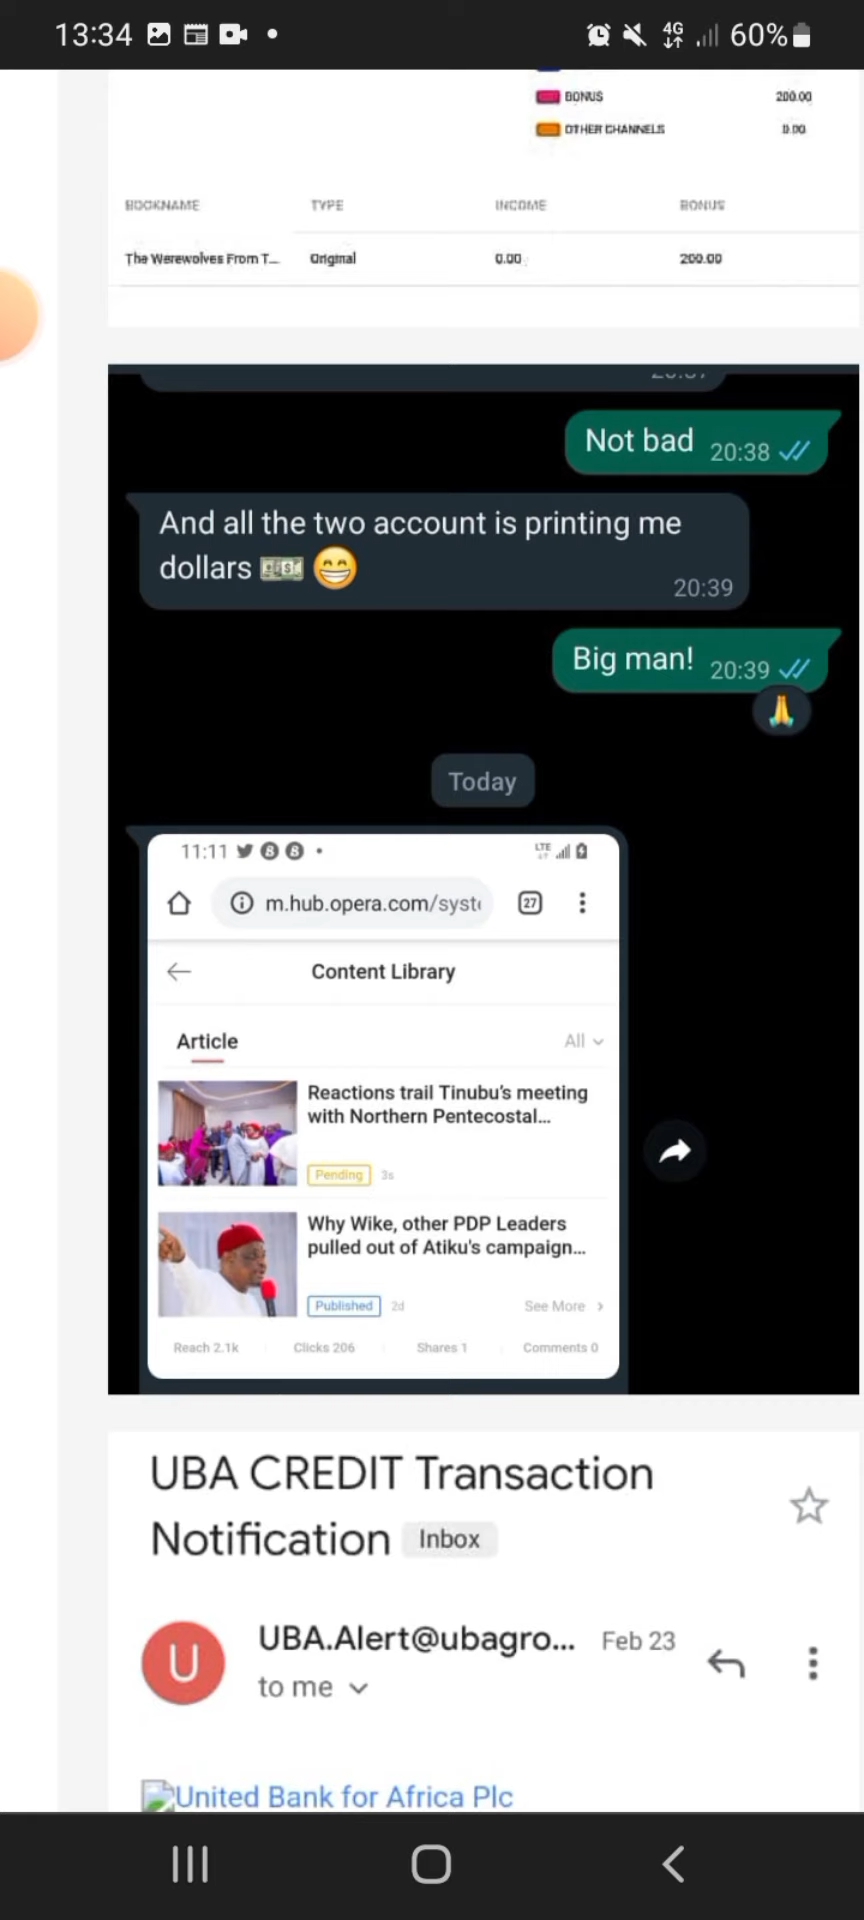 13:34 4G 60%
BONUS 200.00
OTHER CHANNELS 0.00
BOOKNAME TYPE INCOME BONUS
The Werewolves From T... Original 0.00 200.00
Not bad 20:38
And all the two account is printing me
dollars 💵 😁
20:39
Big man! 20:39
🙏
Today
11:11 LTE
m.hub.opera.com/syst 27
Content Library
Article All
Reactions trail Tinubu's meeting
with Northern Pentecostal...
Pending 3s
Why Wike, other PDP Leaders
pulled out of Atiku's campaign...
Published 2d See More >
Reach 2.1k Clicks 206 Shares 1 Comments 0
UBA CREDIT Transaction
Notification Inbox
U
UBA.Alert@ubagro... Feb 23
to me
United Bank for Africa Plc